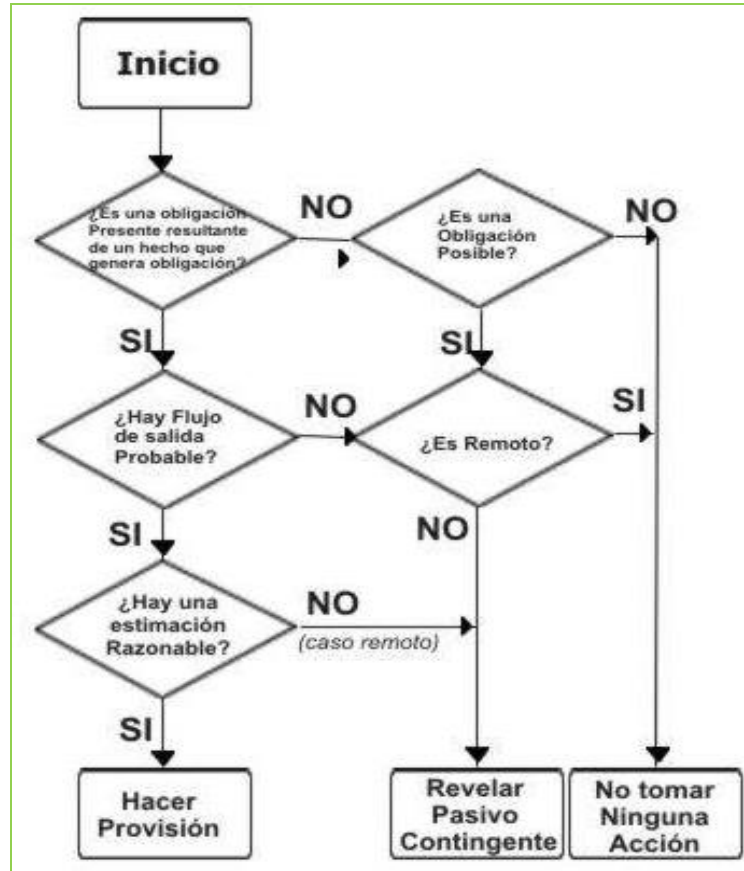 Inicio
¿Es una obligación
Presente resultante
de un hecho que
genera obligación?
NO
¿Es una
Obligación
Posible?
NO
SI
SI
¿Hay Flujo
de salida
Probable?
NO
¿Es Remoto?
SI
SI
NO
¿Hay una
estimación
Razonable?
NO
(caso remoto)
SI
Hacer
Provisión
Revelar
Pasivo
Contingente
No tomar
Ninguna
Acción